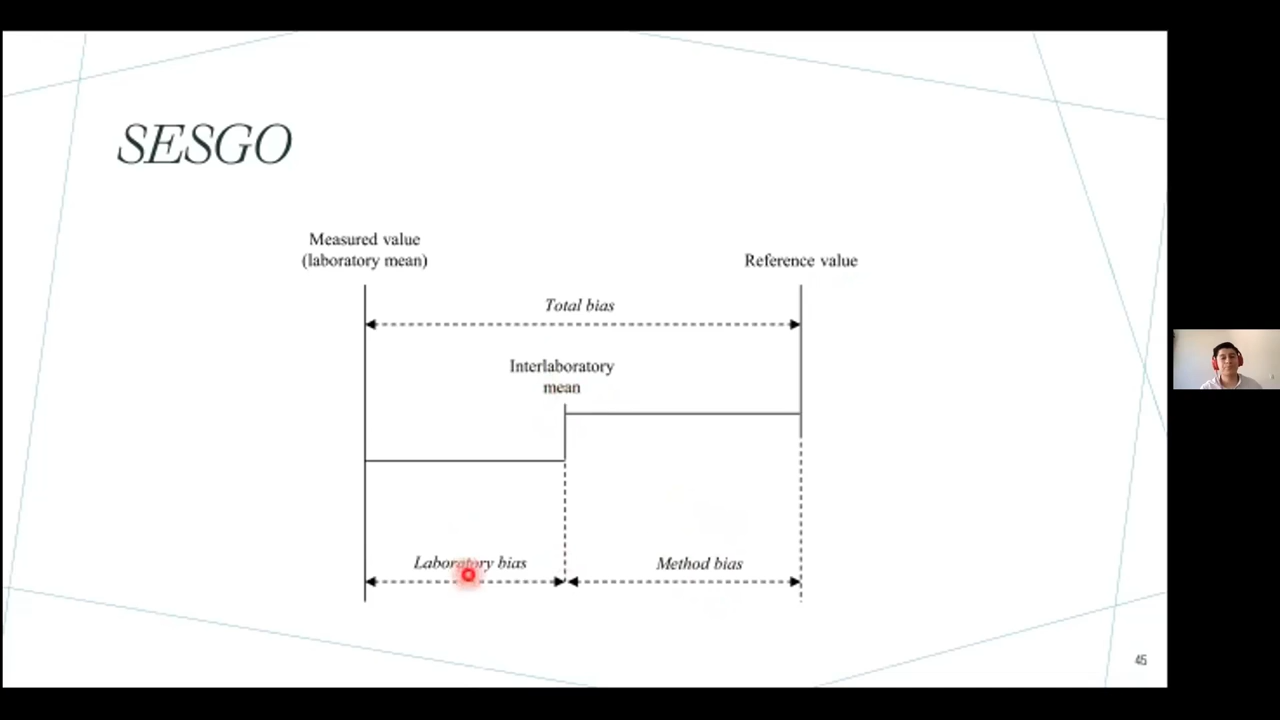 SESGO
Measured value
(laboratory mean)
Reference value
Total bias
Interlaboratory
mean
Laboratory bias
Method bias
45